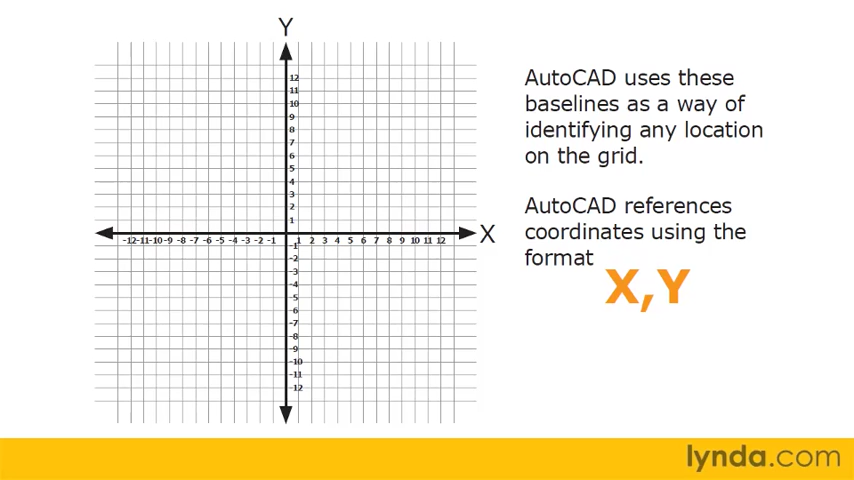 Y
12
11
10
9
8
7
6
5
4
3
2
1
-12 -11 -10 -9 -8 -7 -6 -5 -4 -3 -2 -1 1 2 3 4 5 6 7 8 9 10 11 12 X
-1
-2
-3
-4
-5
-6
-7
-8
-9
-10
-11
-12
AutoCAD uses these
baselines as a way of
identifying any location
on the grid.
AutoCAD references
coordinates using the
format
X,Y
lynda.com